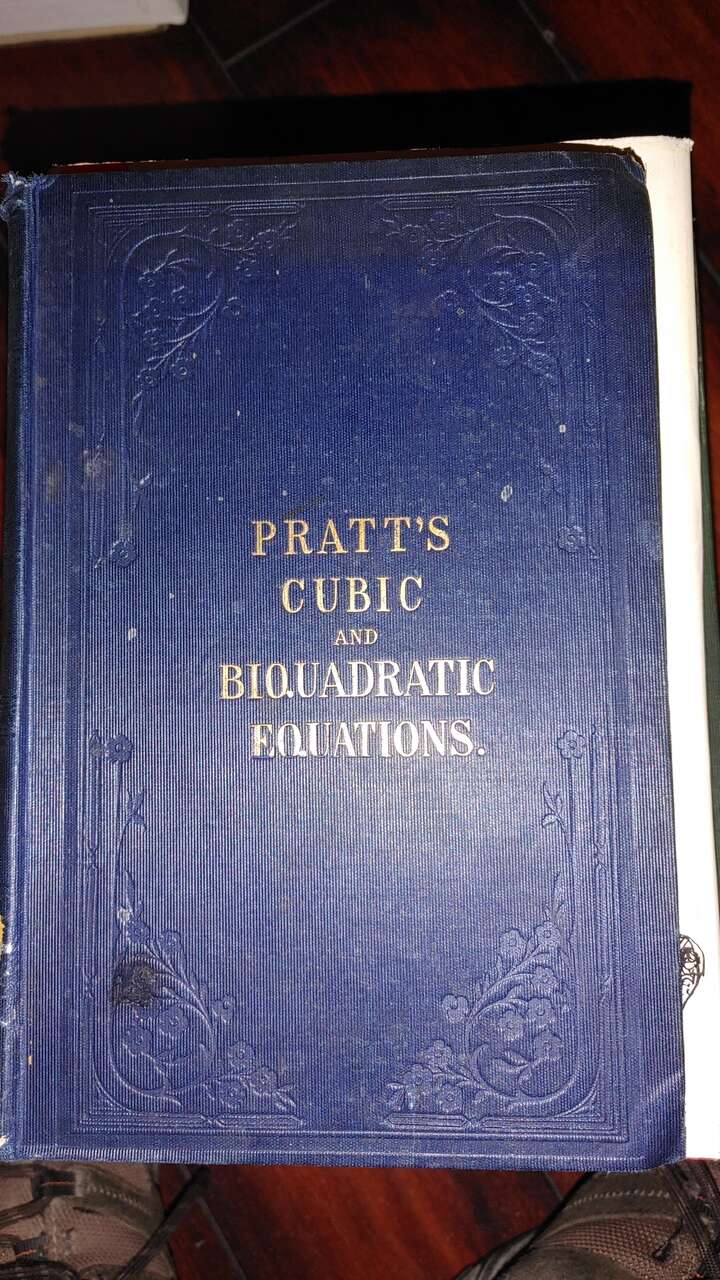 PRATT'S
CUBIC
AND
BIQUADRATIC
EQUATIONS.